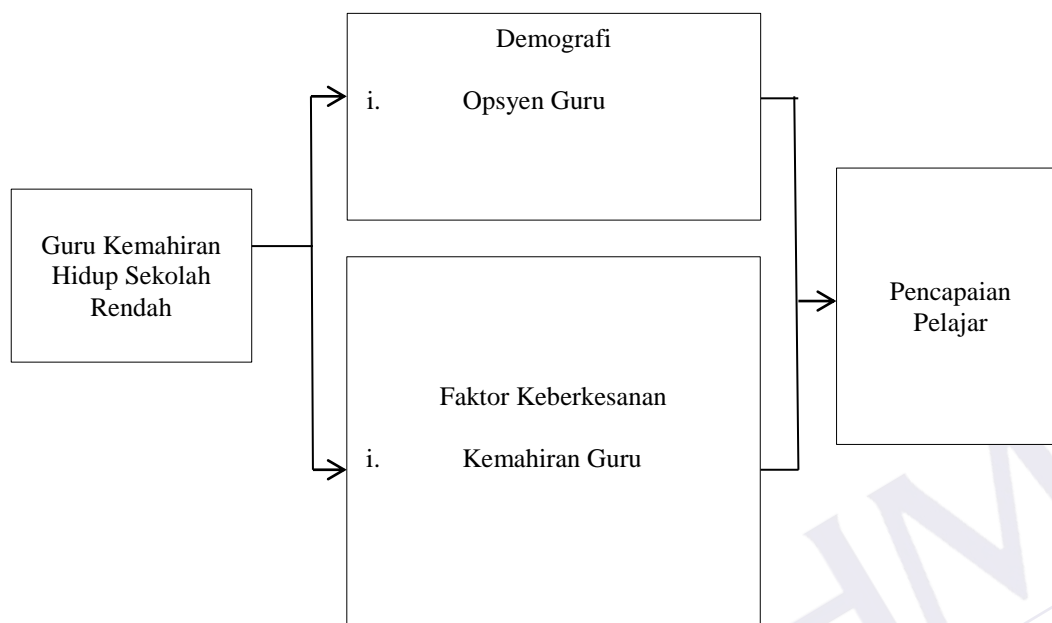 Demografi
i. Opsyen Guru
Guru Kemahiran
Hidup Sekolah
Rendah
Faktor Keberkesanan
i. Kemahiran Guru
Pencapaian
Pelajar